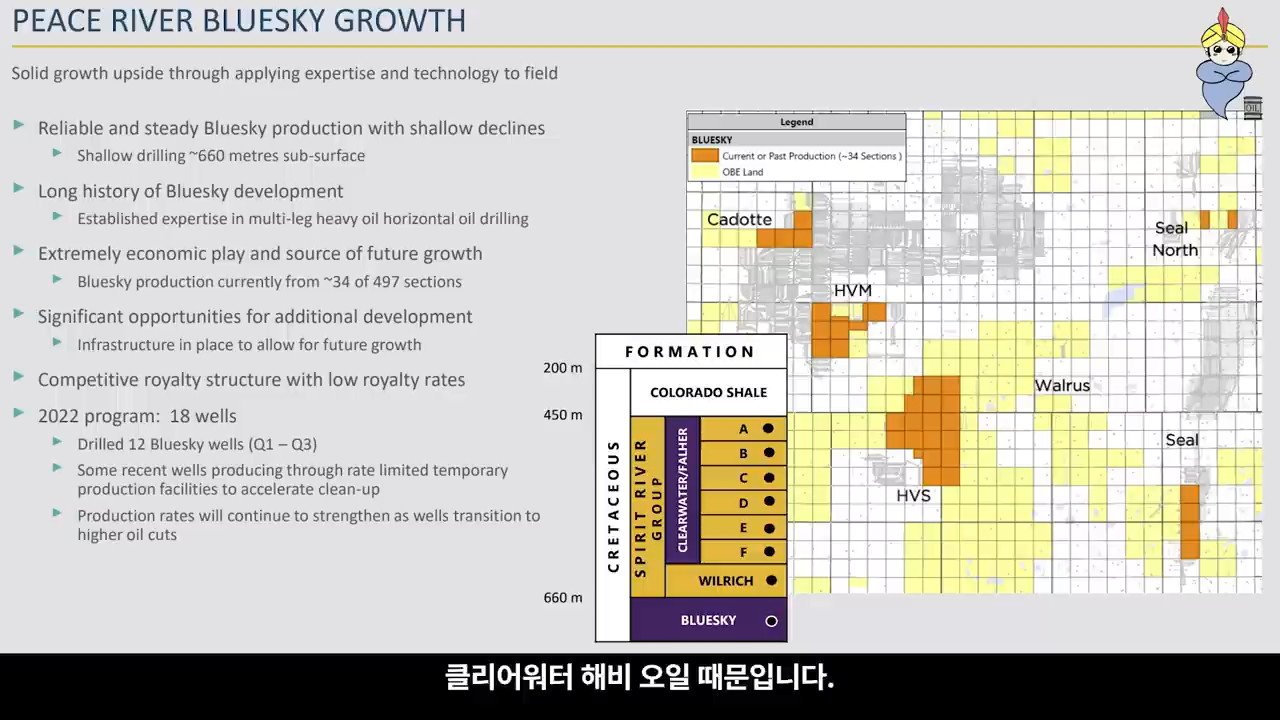 PEACE RIVER BLUESKY GROWTH
Solid growth upside through applying expertise and technology to field
Reliable and steady Bluesky production with shallow declines
Shallow drilling ~660 metres sub-surface
Long history of Bluesky development
Established expertise in multi-leg heavy oil horizontal oil drilling
Extremely economic play and source of future growth
Bluesky production currently from ~34 of 497 sections
Significant opportunities for additional development
Infrastructure in place to allow for future growth
Competitive royalty structure with low royalty rates
2022 program: 18 wells
Drilled 12 Bluesky wells (Q1 – Q3)
Some recent wells producing through rate limited temporary
production facilities to accelerate clean-up
Production rates will continue to strengthen as wells transition to
higher oil cuts
OIL
Legend
BLUESKY
Current or Past Production (~34 Sections )
OBE Land
Cadotte
Seal
North
HVM
Walrus
Seal
HVS
FORMATION
200 m
COLORADO SHALE
450 m
CRETACEOUS
SPIRIT RIVER
GROUP
CLEARWATER/FALHER
A
B
C
D
E
F
WILRICH
660 m
BLUESKY
클리어워터 해비 오일 때문입니다.